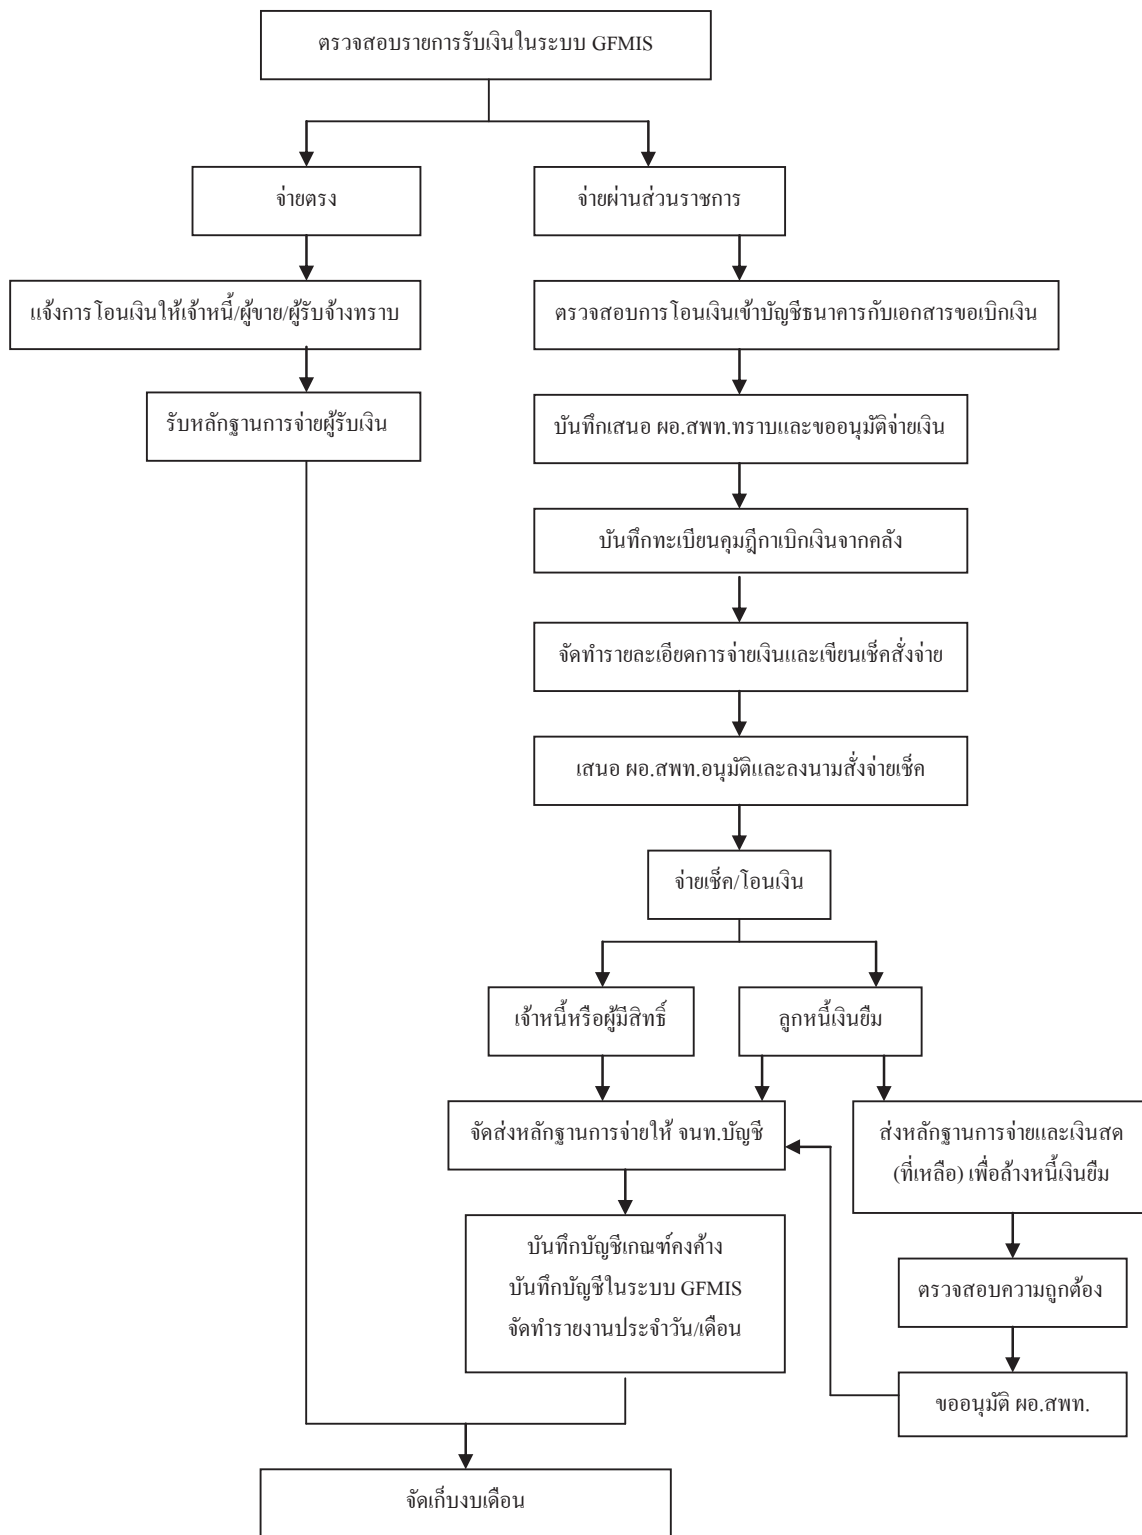 ตรวจสอบรายการรับเงินในระบบ GFMIS
จ่ายตรง
จ่ายผ่านส่วนราชการ
แจ้งการโอนเงินให้เจ้าหนี้/ผู้ขาย/ผู้รับจ้างทราบ
ตรวจสอบการโอนเงินเข้าบัญชีธนาคารกับเอกสารขอเบิกเงิน
รับหลักฐานการจ่ายผู้รับเงิน
บันทึกเสนอ ผอ.สพท.ทราบและขออนุมัติจ่ายเงิน
บันทึกทะเบียนคุมฎีกาเบิกเงินจากคลัง
จัดทำรายละเอียดการจ่ายเงินและเขียนเช็คสั่งจ่าย
เสนอ ผอ.สพท.อนุมัติและลงนามสั่งจ่ายเช็ค
จ่ายเช็ค/โอนเงิน
เจ้าหนี้หรือผู้มีสิทธิ์
ลูกหนี้เงินยืม
จัดส่งหลักฐานการจ่ายให้ จนท.บัญชี
ส่งหลักฐานการจ่ายและเงินสด
(ที่เหลือ) เพื่อล้างหนี้เงินยืม
บันทึกบัญชีเกณฑ์คงค้าง
บันทึกบัญชีในระบบ GFMIS
จัดทำรายงานประจำวัน/เดือน
ตรวจสอบความถูกต้อง
ขออนุมัติ ผอ.สพท.
จัดเก็บงบเดือน